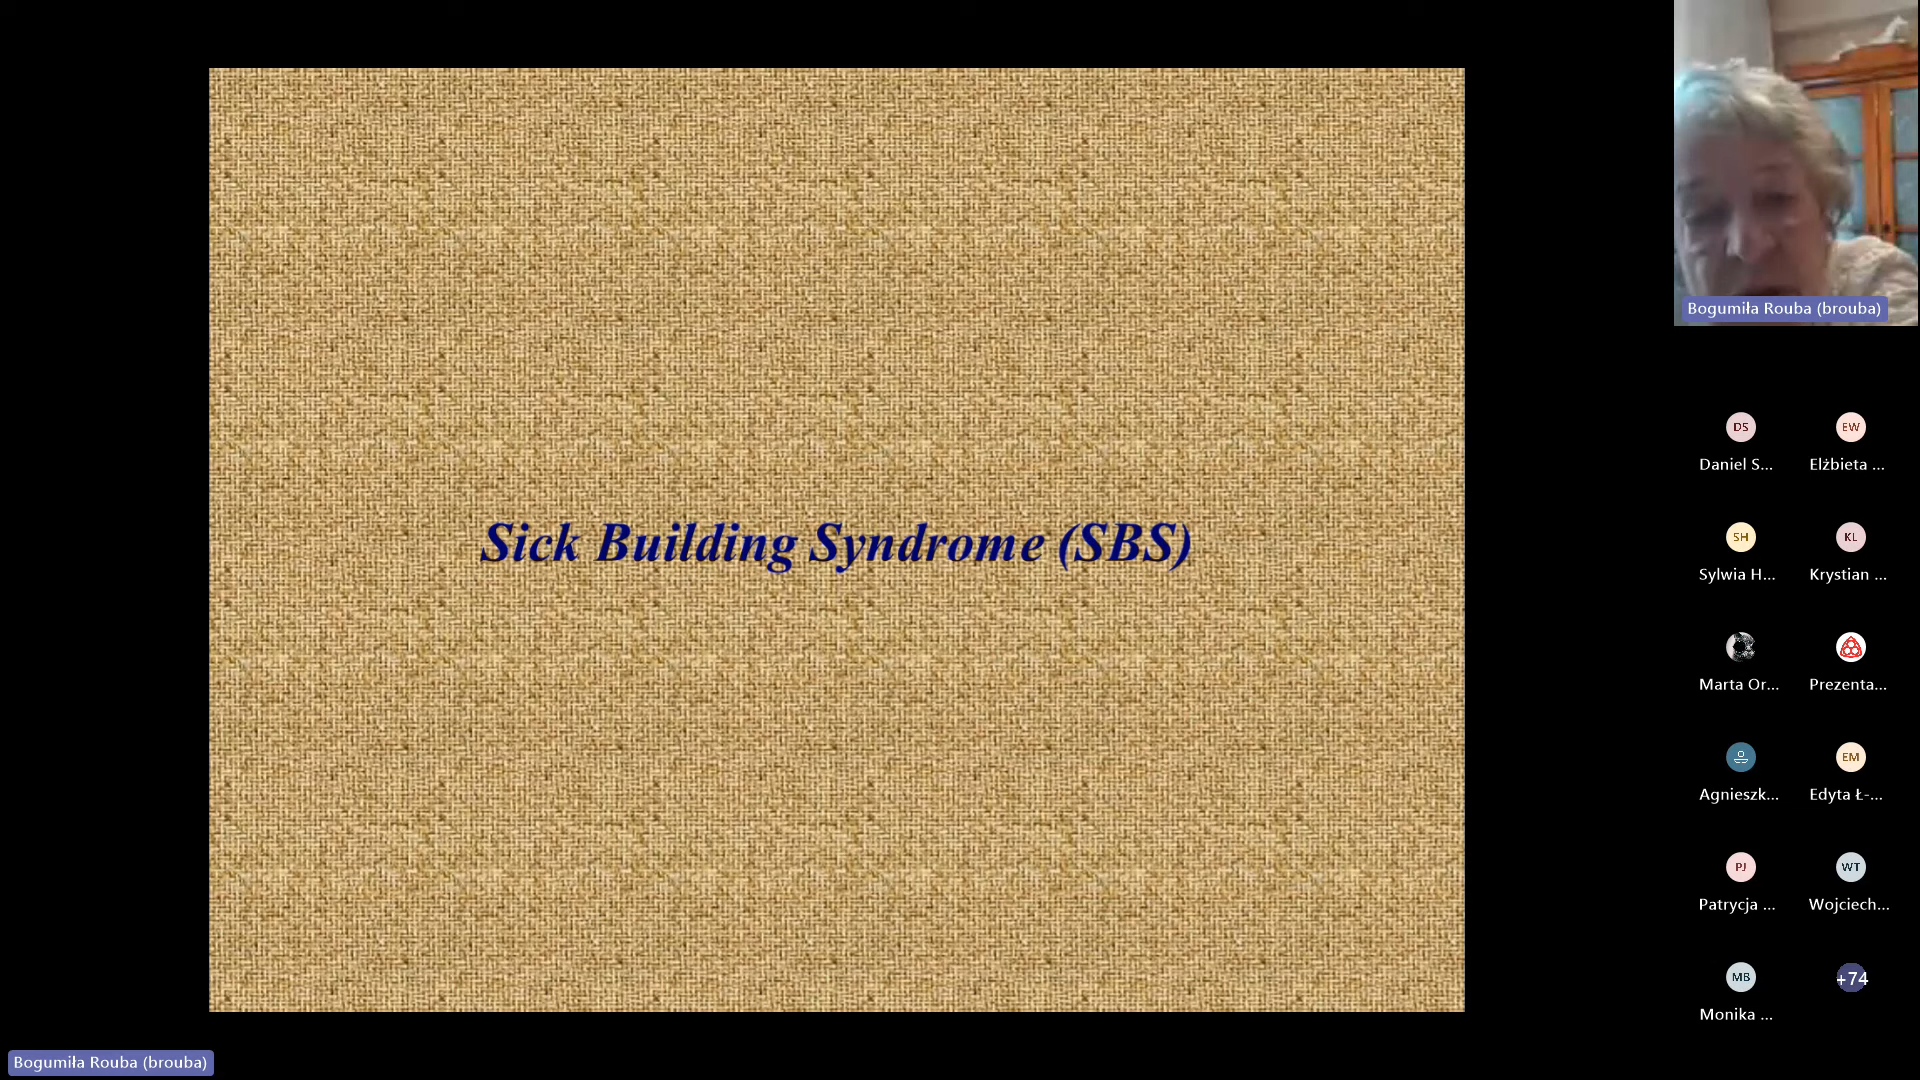 Sick Building Syndrome (SBS)
Bogumiła Rouba (brouba)
DS
EW
Daniel S...
Elżbieta ...
SH
KL
Sylwia H...
Krystian ...
Marta Or...
Prezenta...
EM
Agnieszk...
Edyta Ł-...
PJ
WT
Patrycja ...
Wojciech...
MB
+74
Monika ...
Bogumiła Rouba (brouba)